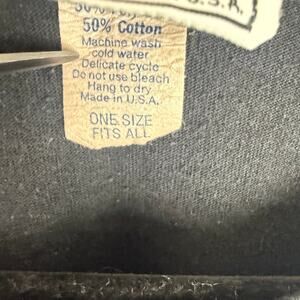 U.S.A.
50% Cotton
Machine wash
cold water
Delicate cycle
Do not use bleach
Hang to dry
Made in U.S.A.
ONE SIZE
FITS ALL